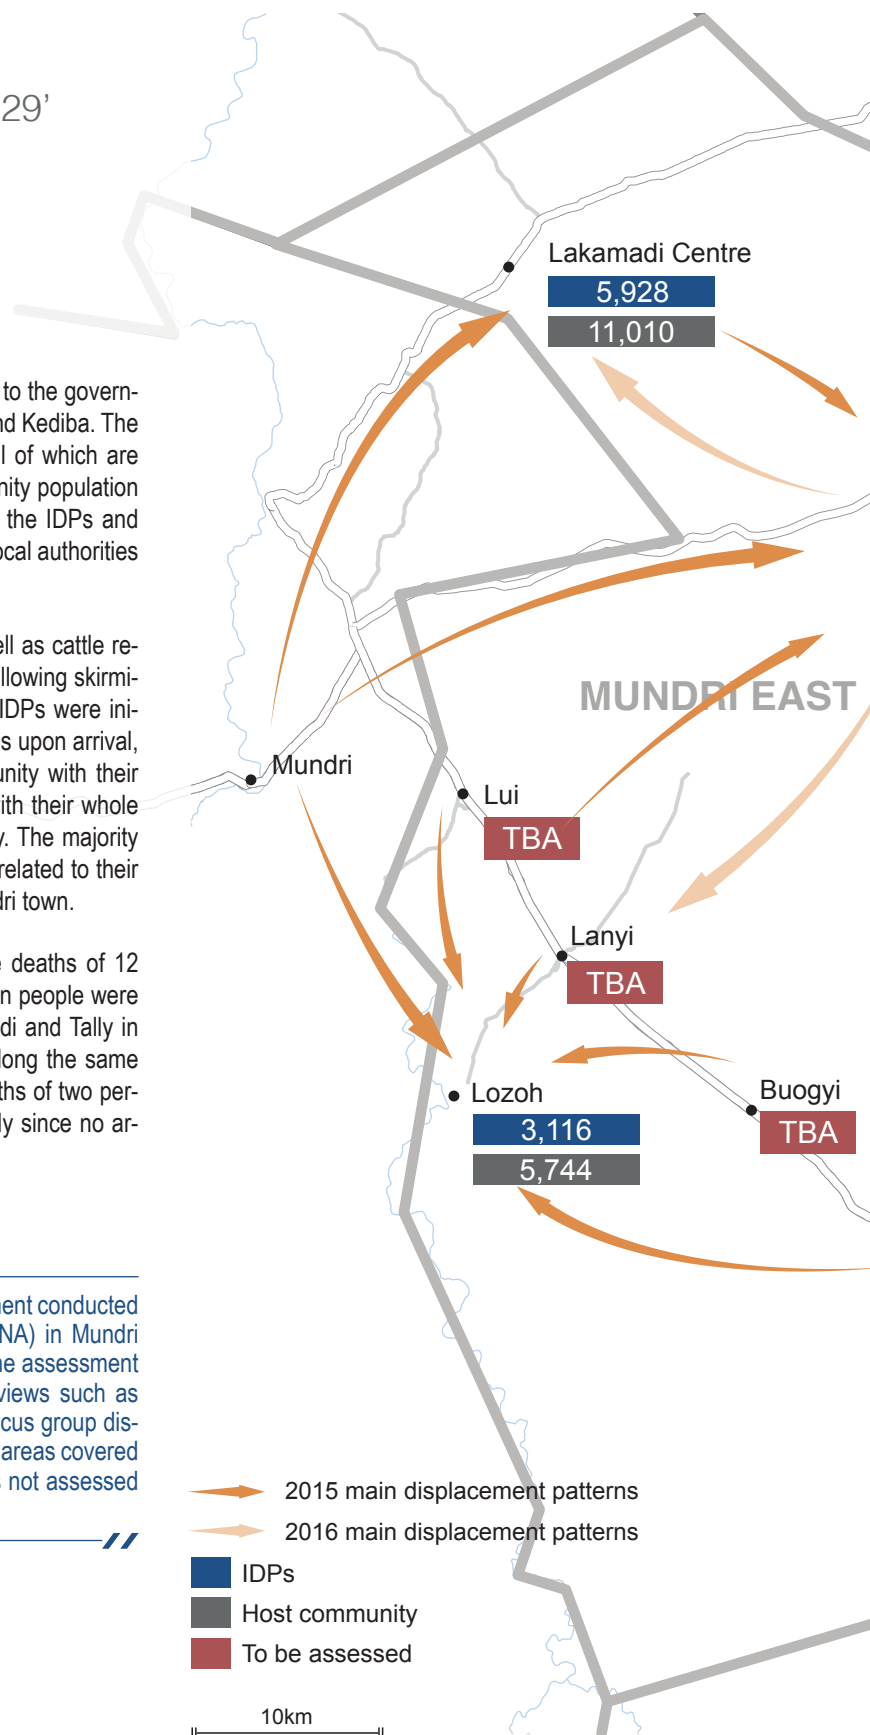 29’
to the govern-
nd Kediba. The
l of which are
nity population
the IDPs and
ocal authorities
ell as cattle re-
llowing skirmi-
IDPs were ini-
s upon arrival,
unity with their
ith their whole
y. The majority
related to their
dri town.
e deaths of 12
n people were
di and Tally in
long the same
ths of two per-
ly since no ar-
ment conducted
NA) in Mundri
he assessment
views such as
cus group dis-
areas covered
s not assessed
Lakamadi Centre
5,928
11,010
MUNDRI EAST
Mundri
Lui
TBA
Lanyi
TBA
Buogyi
TBA
Lozoh
3,116
5,744
2015 main displacement patterns
2016 main displacement patterns
IDPs
Host community
To be assessed
10km